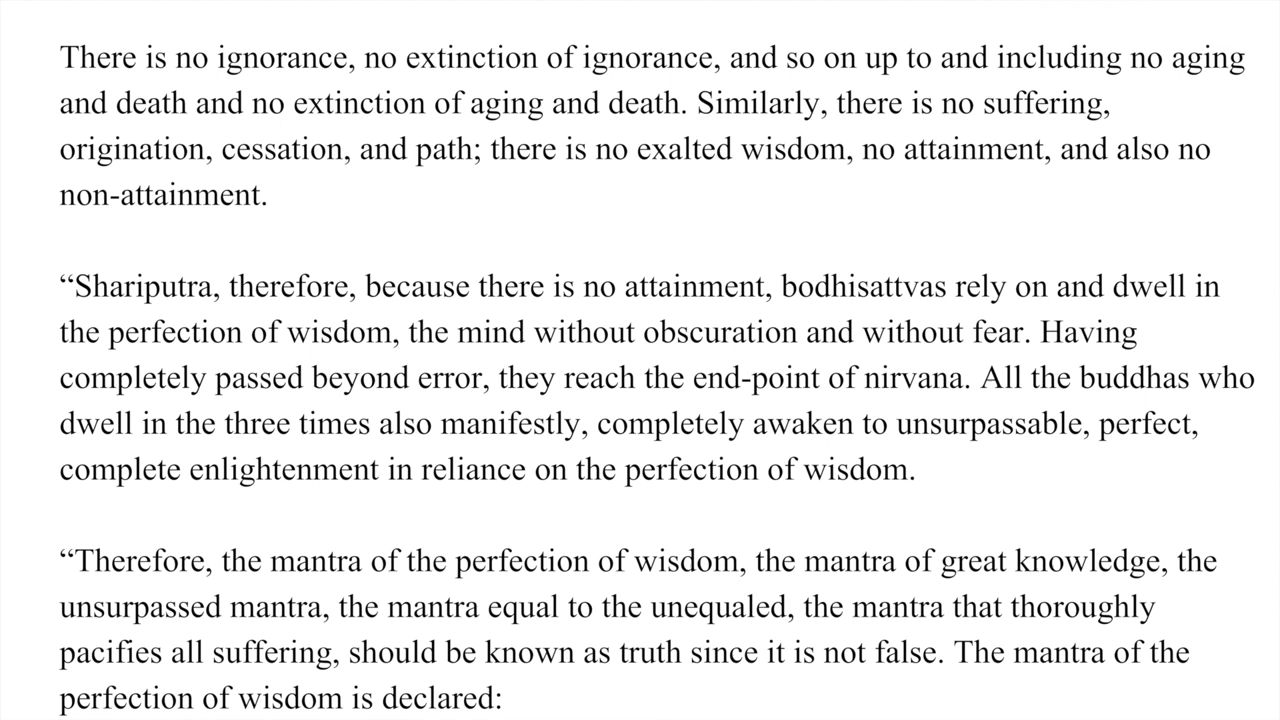 There is no ignorance, no extinction of ignorance, and so on up to and including no aging
and death and no extinction of aging and death. Similarly, there is no suffering,
origination, cessation, and path; there is no exalted wisdom, no attainment, and also no
non-attainment.
“Shariputra, therefore, because there is no attainment, bodhisattvas rely on and dwell in
the perfection of wisdom, the mind without obscuration and without fear. Having
completely passed beyond error, they reach the end-point of nirvana. All the buddhas who
dwell in the three times also manifestly, completely awaken to unsurpassable, perfect,
complete enlightenment in reliance on the perfection of wisdom.
“Therefore, the mantra of the perfection of wisdom, the mantra of great knowledge, the
unsurpassed mantra, the mantra equal to the unequaled, the mantra that thoroughly
pacifies all suffering, should be known as truth since it is not false. The mantra of the
perfection of wisdom is declared: